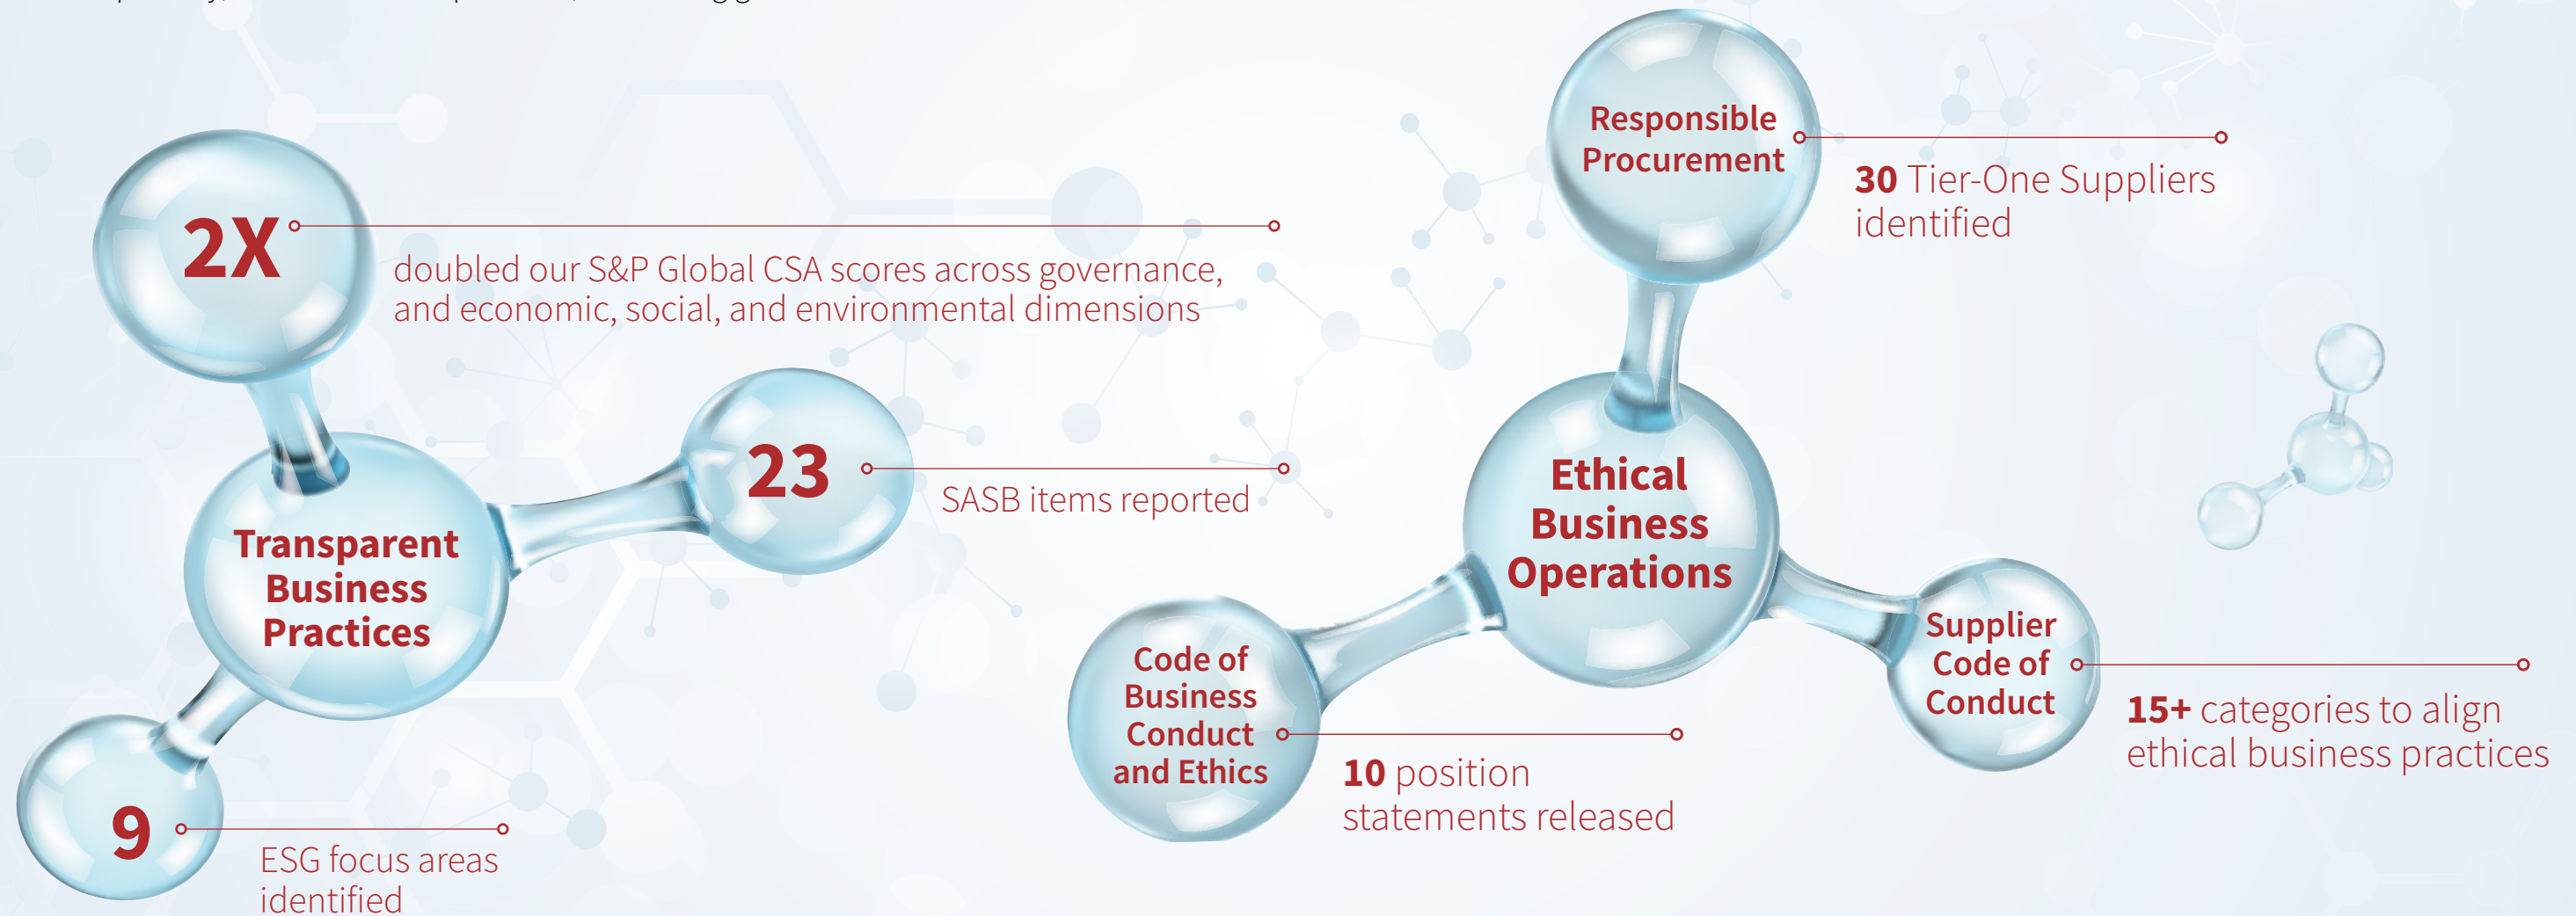 2X
doubled our S&P Global CSA scores across governance,
and economic, social, and environmental dimensions
23
SASB items reported
Transparent
Business
Practices
9
ESG focus areas
identified
Responsible
Procurement
30 Tier-One Suppliers
identified
Ethical
Business
Operations
Code of
Business
Conduct
and Ethics
10 position
statements released
Supplier
Code of
Conduct
15+ categories to align
ethical business practices